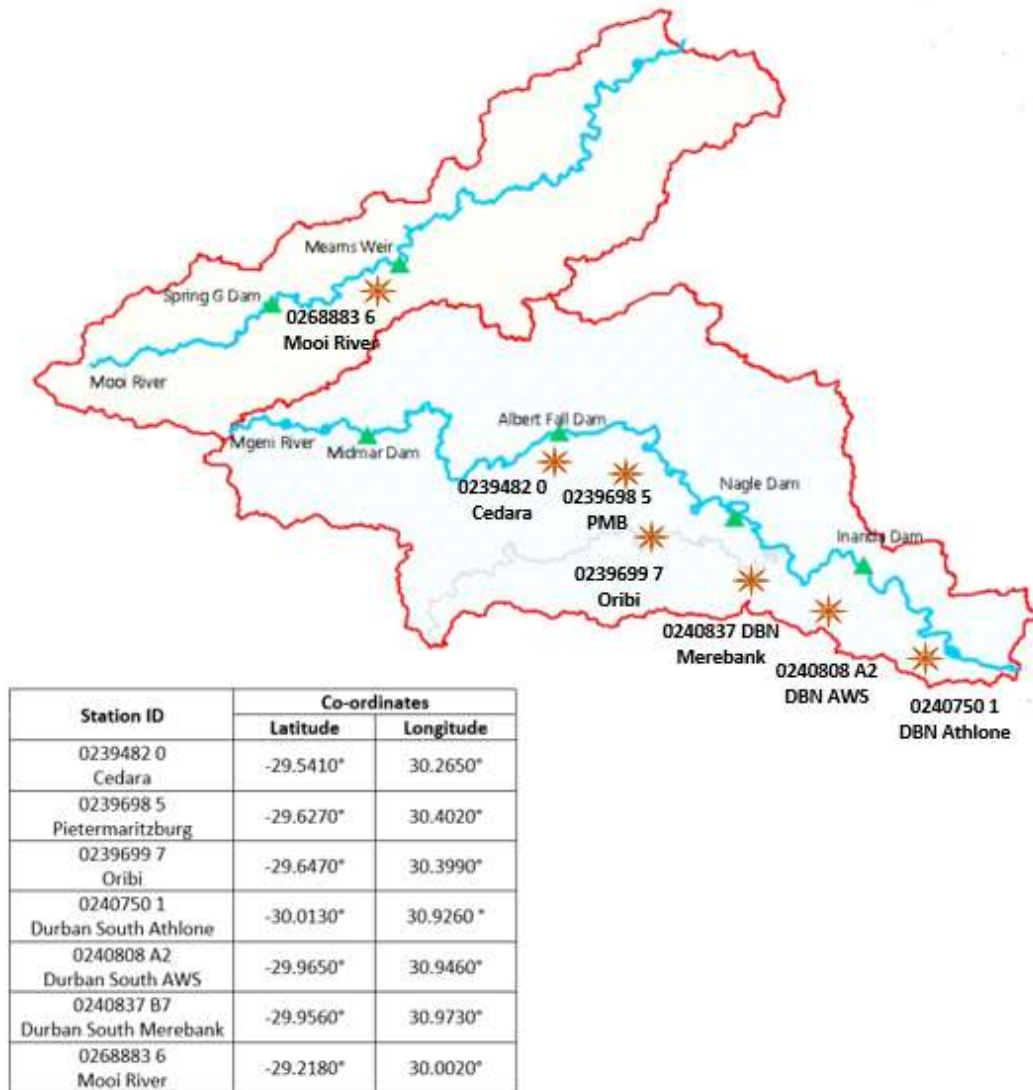 Mearns Weir
Spring G Dam
0268883 6
Mooi River
Mooi River
Albert Fall Dam
Mgeni River
Midmar Dam
0239482 0
Cedara
0239698 5
PMB
Nagle Dam
Inanda Dam
0239699 7
Oribi
0240837 DBN
Merebank
0240808 A2
DBN AWS
0240750 1
DBN Athlone
Station ID
Co-ordinates
Latitude
Longitude
0239482 0
Cedara
-29.5410°
30.2650°
0239698 5
Pietermaritzburg
-29.6270°
30.4020°
0239699 7
Oribi
-29.6470°
30.3990°
0240750 1
Durban South Athlone
-30.0130°
30.9260 °
0240808 A2
Durban South AWS
-29.9650°
30.9460°
0240837 B7
Durban South Merebank
-29.9560°
30.9730°
0268883 6
Mooi River
-29.2180°
30.0020°